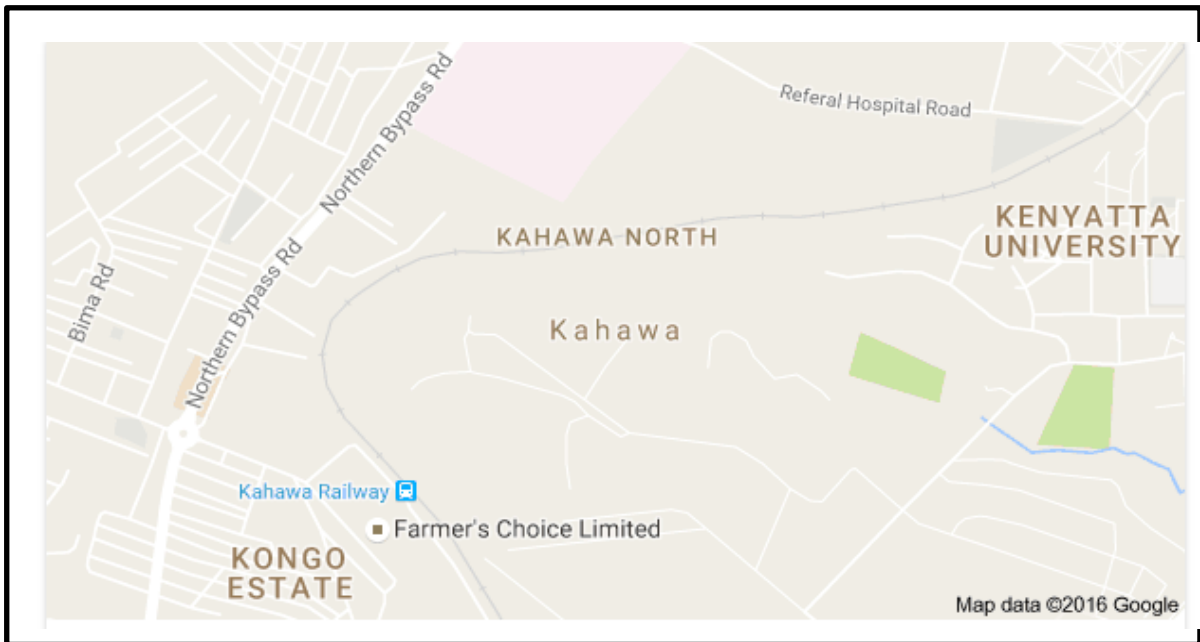 Referal Hospital Road
Northern Bypass Rd
KENYATTA
UNIVERSITY
KAHAWA NORTH
Northern Bypass Rd
Bima Rd
Kahawa
Kahawa Railway
Farmer's Choice Limited
KONGO
ESTATE
Map data ©2016 Google